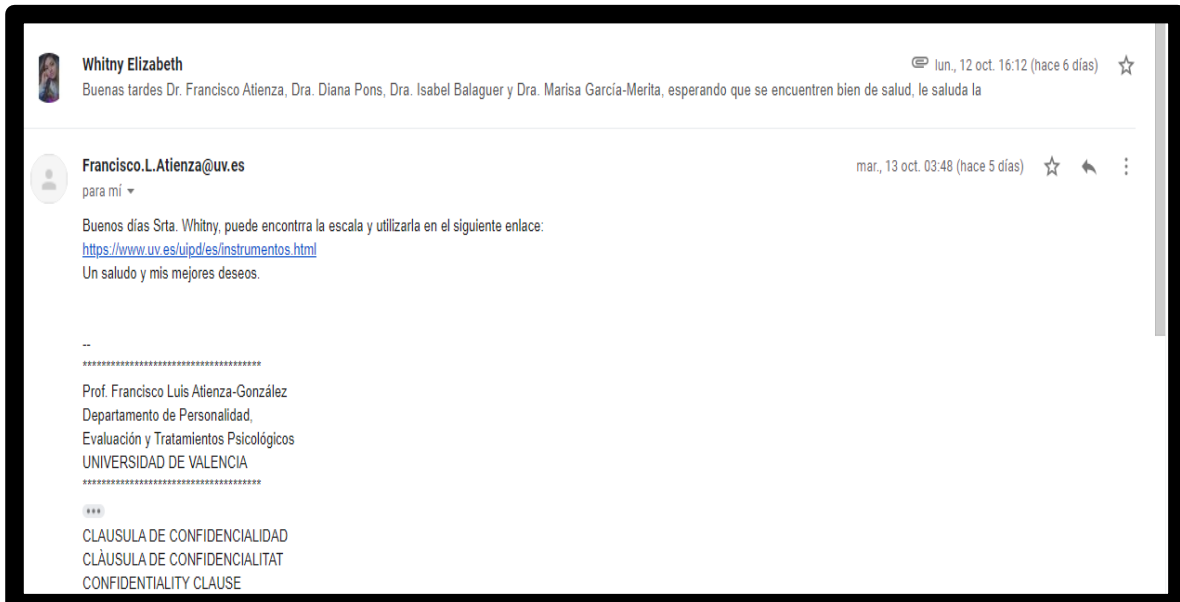 Whitny Elizabeth
lun., 12 oct. 16:12 (hace 6 días)
Buenas tardes Dr. Francisco Atienza, Dra. Diana Pons, Dra. Isabel Balaguer y Dra. Marisa García-Merita, esperando que se encuentren bien de salud, le saluda la
Francisco.L.Atienza@uv.es
mar., 13 oct. 03:48 (hace 5 días)
para mí
Buenos días Srta. Whitny, puede encontrra la escala y utilizarla en el siguiente enlace:
https://www.uv.es/uipd/es/instrumentos.html
Un saludo y mis mejores deseos.
--
**************************************
Prof. Francisco Luis Atienza-González
Departamento de Personalidad,
Evaluación y Tratamientos Psicológicos
UNIVERSIDAD DE VALENCIA
**************************************
CLAUSULA DE CONFIDENCIALIDAD
CLÀUSULA DE CONFIDENCIALITAT
CONFIDENTIALITY CLAUSE